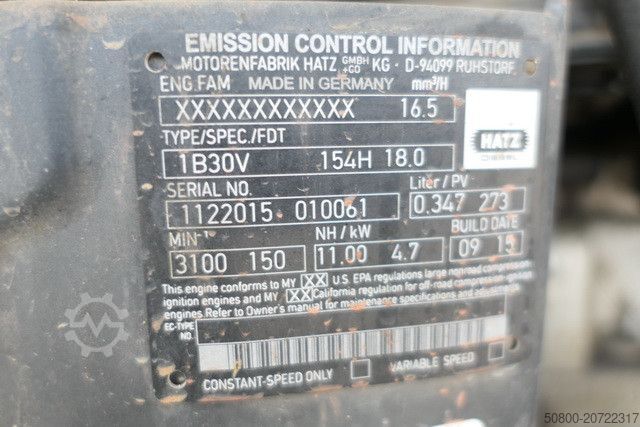 EMISSION CONTROL INFORMATION
MOTORENFABRIK HATZ GMBH +CO KG · D-94099 RUHSTORF
ENG.FAM MADE IN GERMANY mm³/H
XXXXXXXXXXXX 16.5
HATZ
DIESEL
TYPE/SPEC./FDT
1B30V 154H 18.0
SERIAL NO. Liter / PV
1122015 010061 0.347 273
MIN⁻¹ NH / kW BUILD DATE
3100 150 11.00 4.7 09 15
This engine conforms to MY XX U.S. EPA regulations large nonroad compression
ignition engines and MY XX California regulation for off-road compression ignition
engines. Refer to Owner's manual for maintenance specifications and adjustments
EC-TYPE
NO.
CONSTANT-SPEED ONLY VARIABLE SPEED
50800-20722317